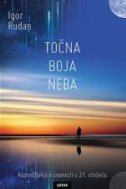 Igor
Rudan
TOČNA
BOJA
NEBA
Razmišljanja o znanosti u 21. stoljeću